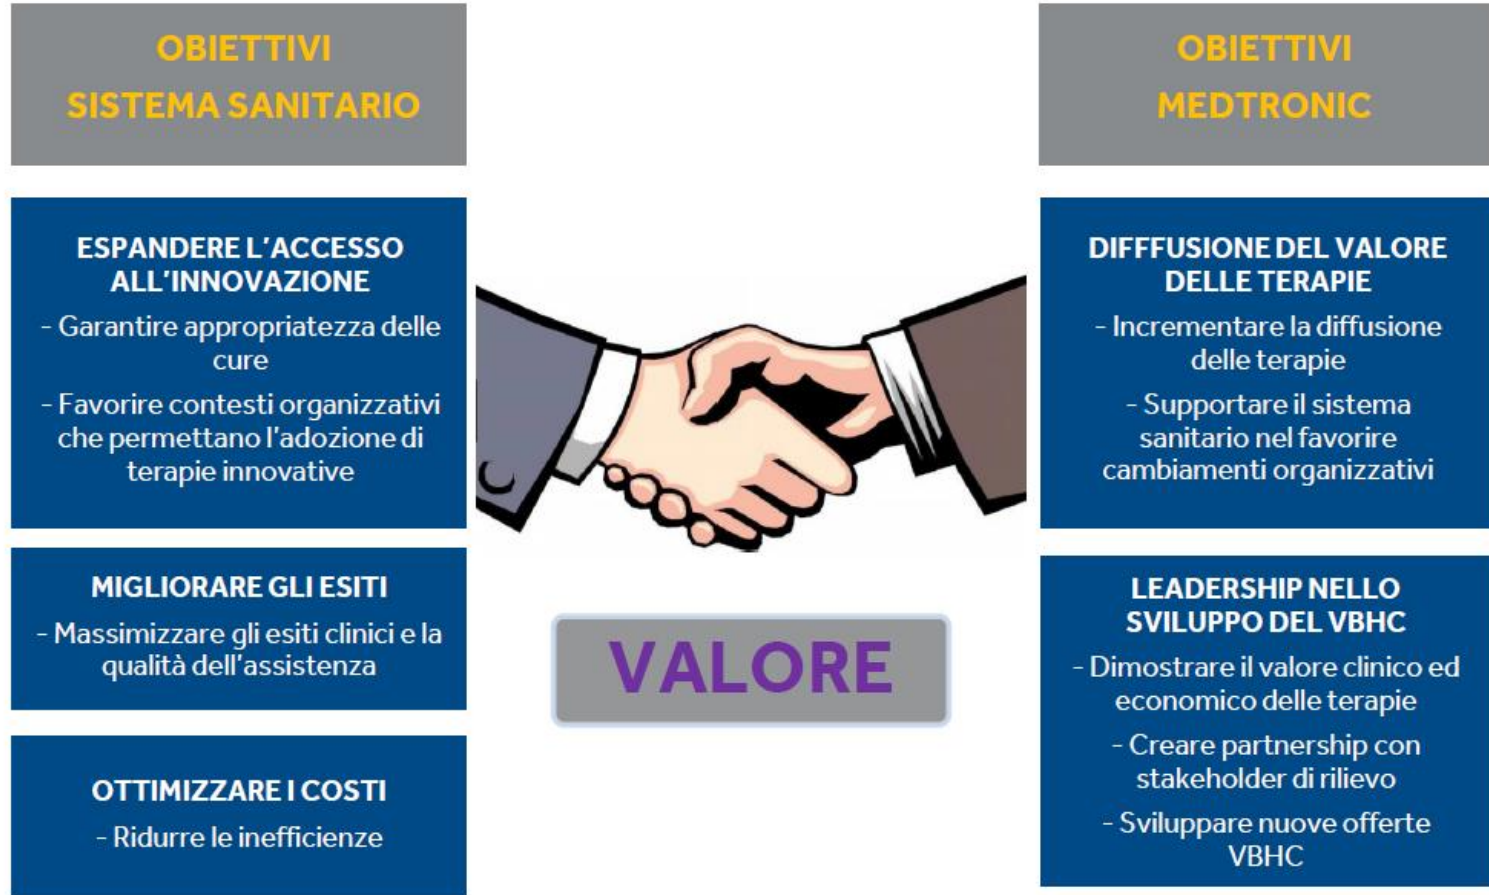 OBIETTIVI
SISTEMA SANITARIO
ESPANDERE L'ACCESSO
ALL'INNOVAZIONE
- Garantire appropriatezza delle
cure
- Favorire contesti organizzativi
che permettano l'adozione di
terapie innovative
MIGLIORARE GLI ESITI
- Massimizzare gli esiti clinici e la
qualità dell'assistenza
OTTIMIZZARE I COSTI
- Ridurre le inefficienze
VALORE
OBIETTIVI
MEDTRONIC
DIFFFUSIONE DEL VALORE
DELLE TERAPIE
- Incrementare la diffusione
delle terapie
- Supportare il sistema
sanitario nel favorire
cambiamenti organizzativi
LEADERSHIP NELLO
SVILUPPO DEL VBHC
- Dimostrare il valore clinico ed
economico delle terapie
- Creare partnership con
stakeholder di rilievo
- Sviluppare nuove offerte
VBHC